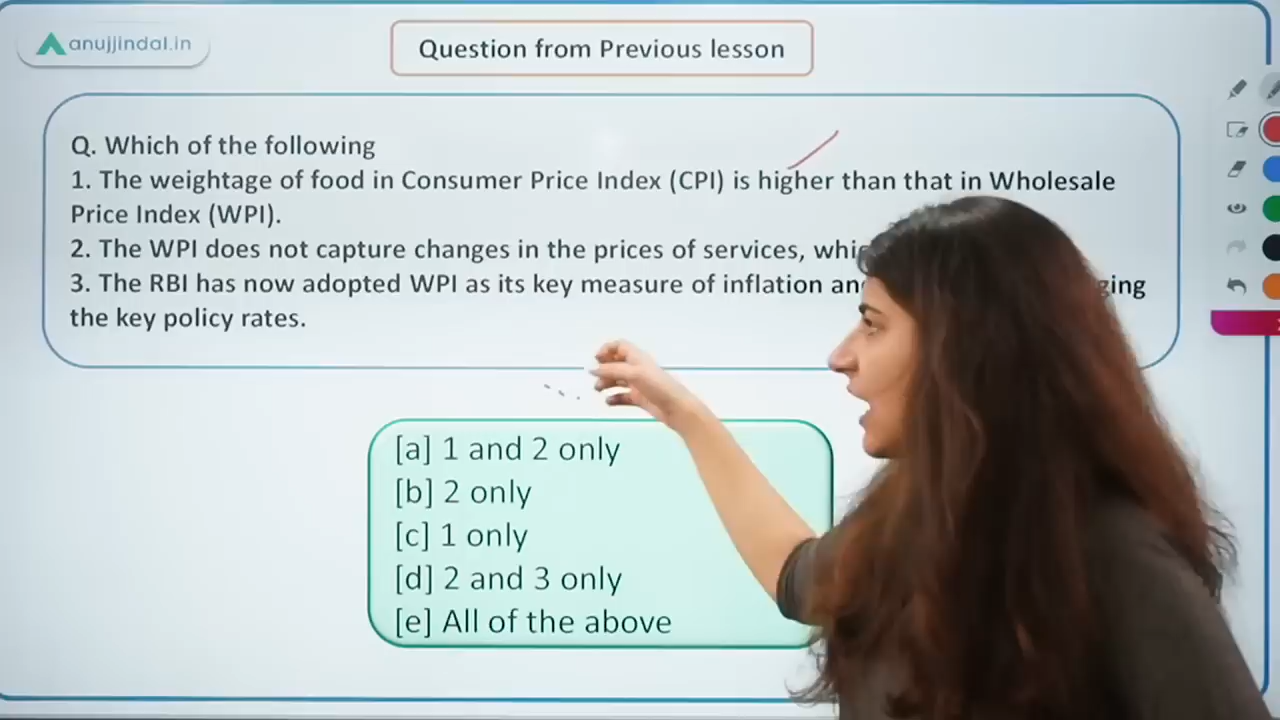 anujjindal.in
Question from Previous lesson
Q. Which of the following
1. The weightage of food in Consumer Price Index (CPI) is higher than that in Wholesale
Price Index (WPI).
2. The WPI does not capture changes in the prices of services,
3. The RBI has now adopted WPI as its key measure of inflation
the key policy rates.
[a] 1 and 2 only
[b] 2 only
[c] 1 only
[d] 2 and 3 only
[e] All of the above